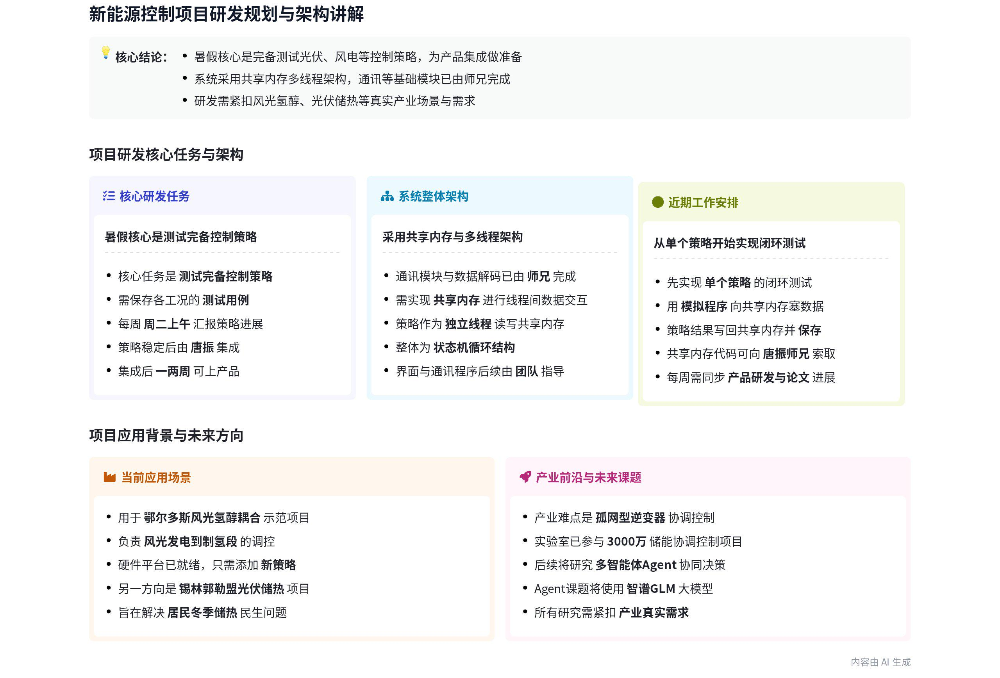 新能源控制项目研发规划与架构讲解
核心结论：
• 暑假核心是完备测试光伏、风电等控制策略，为产品集成做准备
• 系统采用共享内存多线程架构，通讯等基础模块已由师兄完成
• 研发需紧扣风光氢醇、光伏储热等真实产业场景与需求
项目研发核心任务与架构
核心研发任务
暑假核心是测试完备控制策略
• 核心任务是 测试完备控制策略
• 需保存各工况的 测试用例
• 每周 周二上午 汇报策略进展
• 策略稳定后由 唐振 集成
• 集成后 一两周 可上产品
系统整体架构
采用共享内存与多线程架构
• 通讯模块与数据解码已由 师兄 完成
• 需实现 共享内存 进行线程间数据交互
• 策略作为 独立线程 读写共享内存
• 整体为 状态机循环结构
• 界面与通讯程序后续由 团队 指导
近期工作安排
从单个策略开始实现闭环测试
• 先实现 单个策略 的闭环测试
• 用 模拟程序 向共享内存塞数据
• 策略结果写回共享内存并 保存
• 共享内存代码可向 唐振师兄 索取
• 每周需同步 产品研发与论文 进展
项目应用背景与未来方向
当前应用场景
• 用于 鄂尔多斯风光氢醇耦合 示范项目
• 负责 风光发电到制氢段 的调控
• 硬件平台已就绪，只需添加 新策略
• 另一方向是 锡林郭勒盟光伏储热 项目
• 旨在解决 居民冬季储热 民生问题
产业前沿与未来课题
• 产业难点是 孤网型逆变器 协调控制
• 实验室已参与 3000万 储能协调控制项目
• 后续将研究 多智能体Agent 协同决策
• Agent课题将使用 智谱GLM 大模型
• 所有研究需紧扣 产业真实需求
内容由 AI 生成